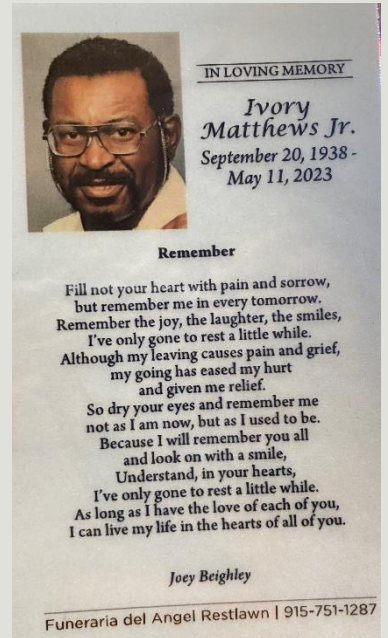 IN LOVING MEMORY
Ivory
Matthews Jr.
September 20, 1938 -
May 11, 2023
Remember
Fill not your heart with pain and sorrow,
but remember me in every tomorrow.
Remember the joy, the laughter, the smiles,
I've only gone to rest a little while.
Although my leaving causes pain and grief,
my going has eased my hurt
and given me relief.
So dry your eyes and remember me
not as I am now, but as I used to be.
Because I will remember you all
and look on with a smile,
Understand, in your hearts,
I've only gone to rest a little while.
As long as I have the love of each of you,
I can live my life in the hearts of all of you.
Joey Beighley
Funeraria del Angel Restlawn | 915-751-1287